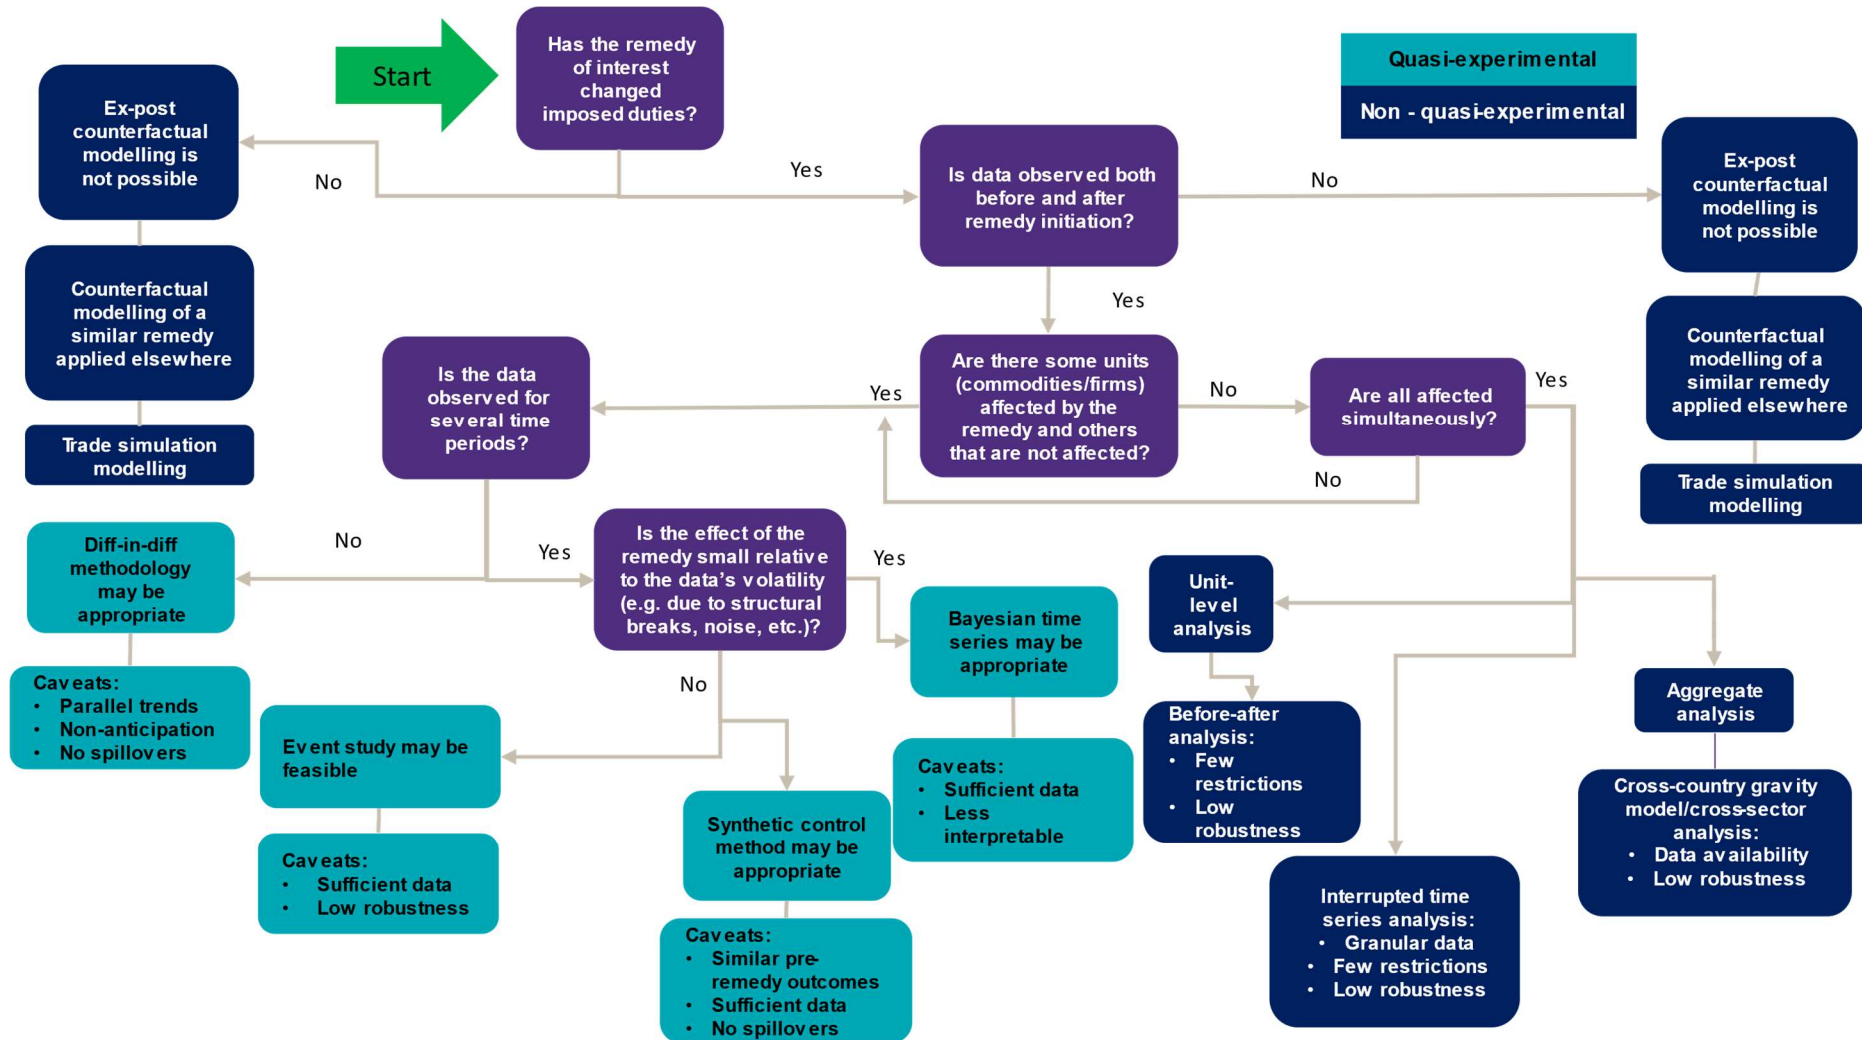 Start
Has the remedy
of interest
changed
imposed duties?
Quasi-experimental
Non - quasi-experimental
Ex-post
counterfactual
modelling is
not possible
No
Yes
Is data observed both
before and after
remedy initiation?
No
Ex-post
counterfactual
modelling is
not possible
Counterfactual
modelling of a
similar remedy
applied elsewhere
Trade simulation
modelling
Yes
Counterfactual
modelling of a
similar remedy
applied elsewhere
Trade simulation
modelling
Is the data
observed for
several time
periods?
Yes
Are there some units
(commodities/firms)
affected by the
remedy and others
that are not affected?
No
Are all affected
simultaneously?
Yes
No
Diff-in-diff
methodology
may be
appropriate
No
Yes
Is the effect of the
remedy small relative
to the data's volatility
(e.g. due to structural
breaks, noise, etc.)?
Yes
Bayesian time
series may be
appropriate
Unit-
level
analysis
Caveats:
• Parallel trends
• Non-anticipation
• No spillovers
No
Event study may be
feasible
Caveats:
• Sufficient data
• Low robustness
Synthetic control
method may be
appropriate
Caveats:
• Similar pre-
remedy outcomes
• Sufficient data
• No spillovers
Caveats:
• Sufficient data
• Less
interpretable
Before-after
analysis:
• Few
restrictions
• Low
robustness
Aggregate
analysis
Cross-country gravity
model/cross-sector
analysis:
• Data availability
• Low robustness
Interrupted time
series analysis:
• Granular data
• Few restrictions
• Low robustness